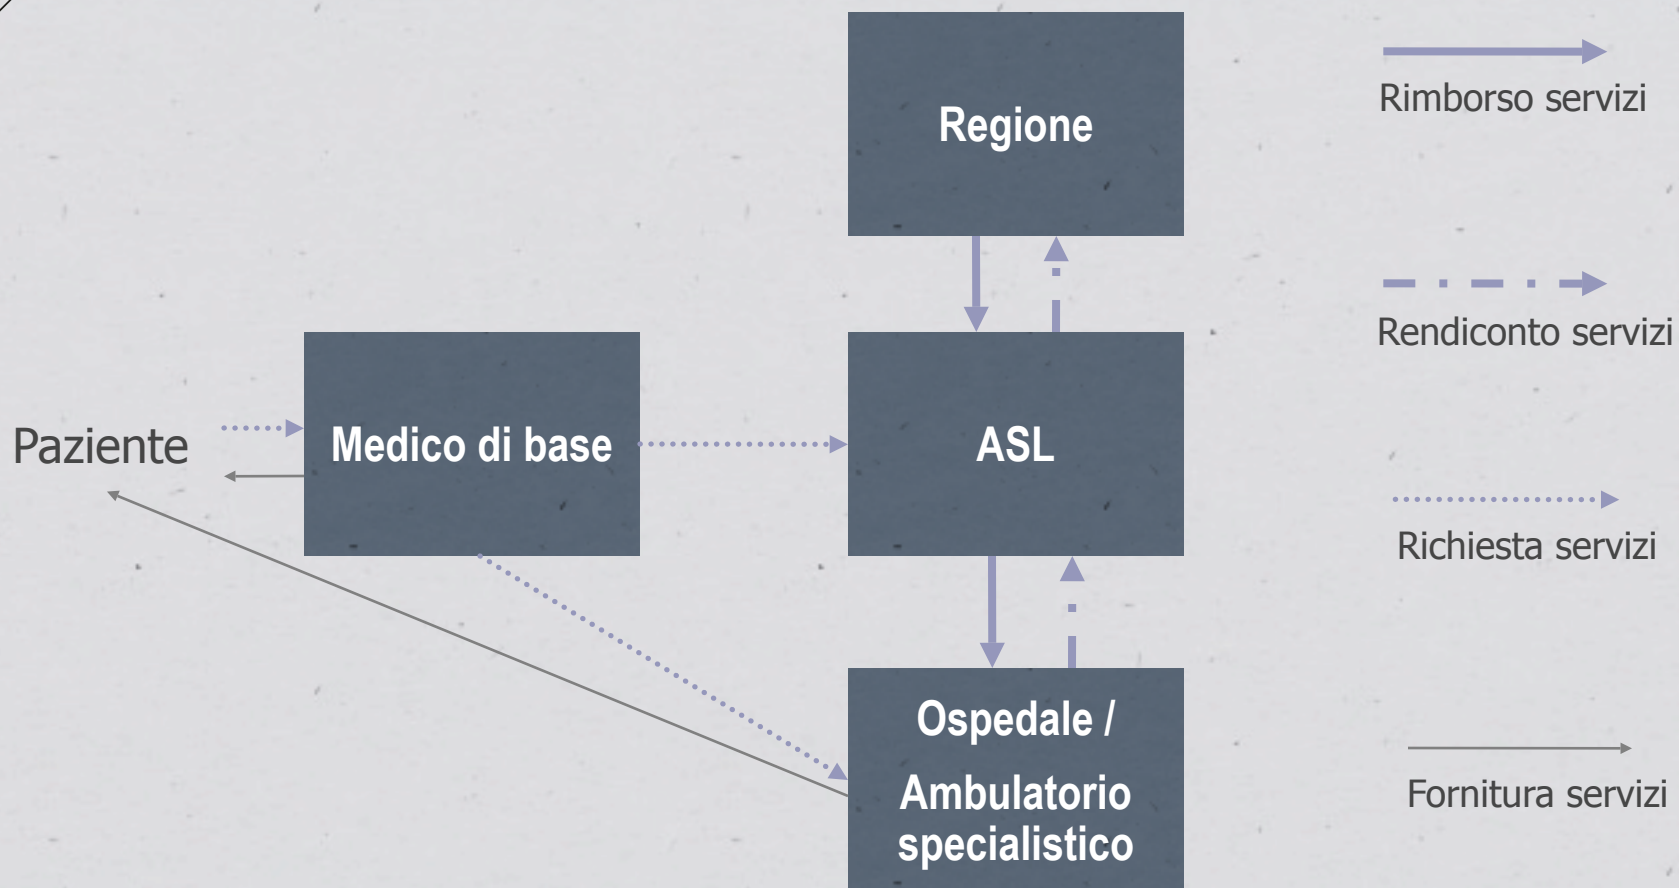 Regione
Rimborso servizi
Rendiconto servizi
Paziente
Medico di base
ASL
Richiesta servizi
Ospedale /
Ambulatorio
specialistico
Fornitura servizi